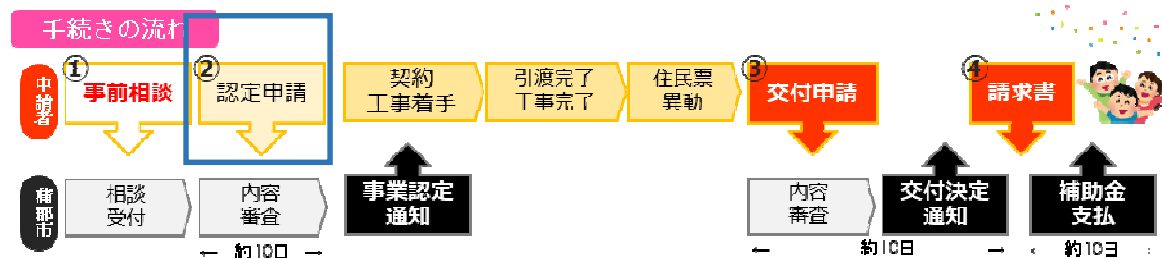 手続きの流れ
申請者
①
事前相談
②
認定申請
契約
工事着手
引渡完了
工事完了
住民票
異動
③
交付申請
④
請求書
蒲郡市
相談
受付
内容
審査
← 約10日 →
事業認定
通知
内容
審査
交付決定
通知
← 約10日 →
補助金
支払
約10日